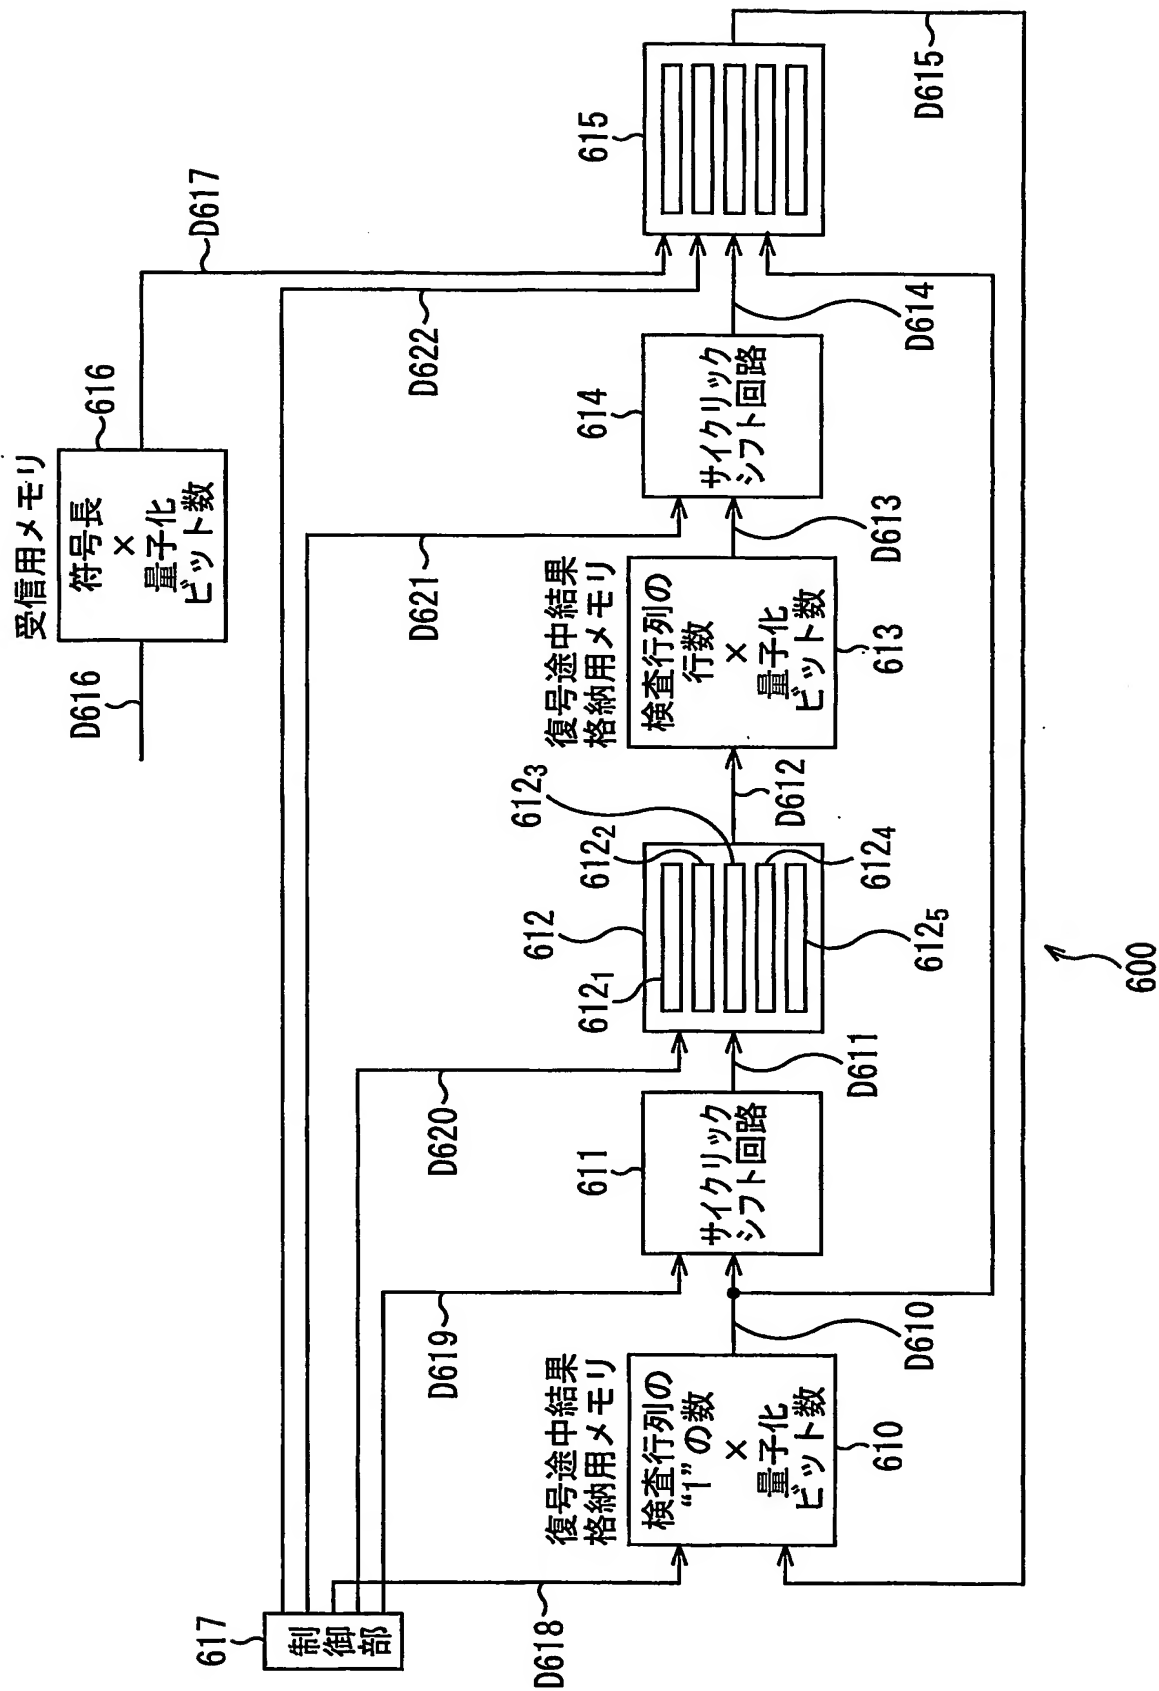 617
制御部
D618
D619
D620
D621
D622
D617
D616
受信用メモリ
616
符号長
×
量子化
ビット数
復号途中結果
格納用メモリ
検査行列の
“1”の数
×
量子化
ビット数
610
D610
611
サイクリック
シフト回路
D611
612
612₁
612₂
612₃
612₄
612₅
D612
復号途中結果
格納用メモリ
検査行列の
行数
×
量子化
ビット数
613
D613
614
サイクリック
シフト回路
D614
615
D615
600